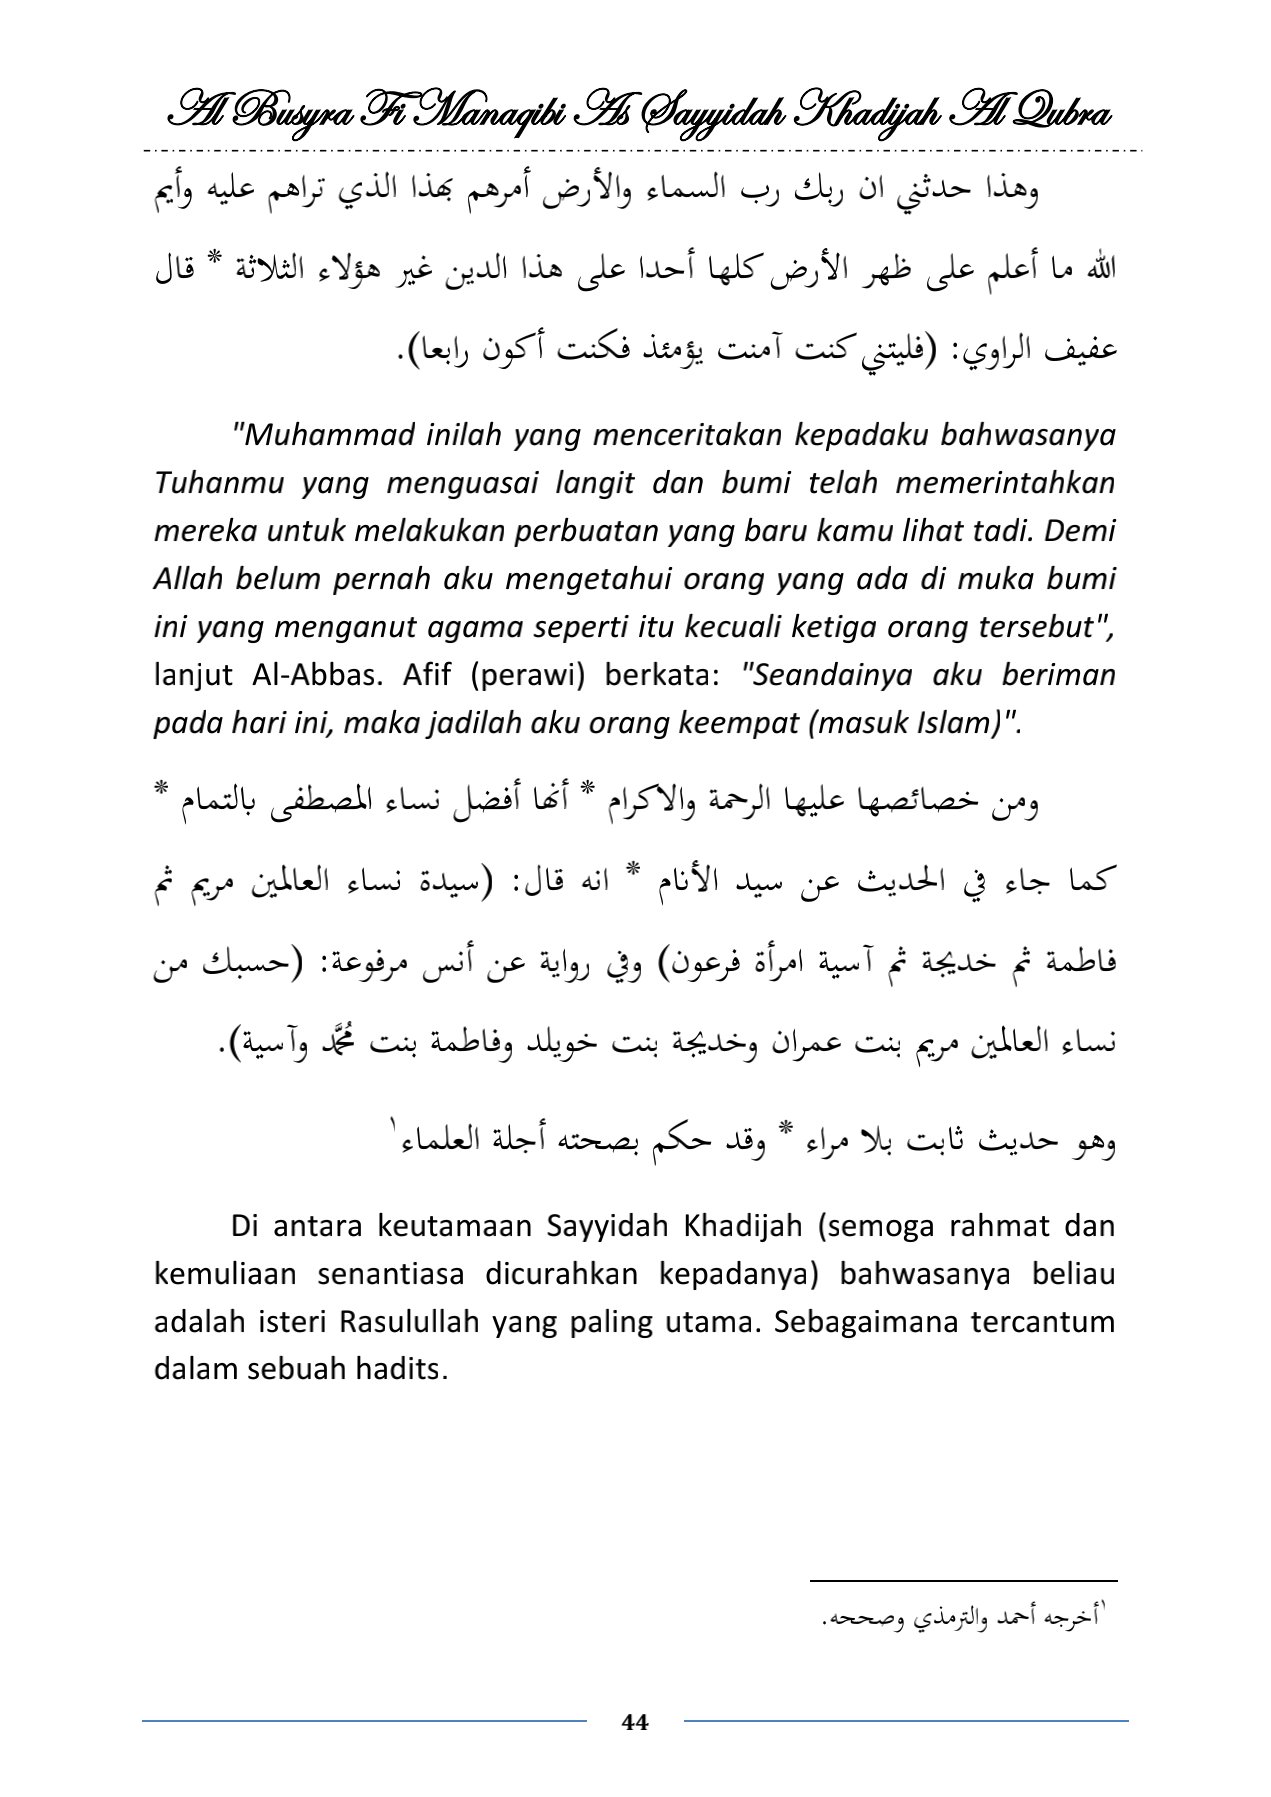 Al Busyra Fi Manaqibi As Sayyidah Khadijah Al Qubra
وهذا حدثني ان ربك رب السماء والأرض أمرهم بهذا الذي تراهم عليه وأيم
الله ما أعلم على ظهر الأرض كلها أحدا على هذا الدين غير هؤلاء الثلاثة * قال
عفيف الراوي: (فليتني كنت آمنت يؤمئذ فكنت أكون رابعا).
"Muhammad inilah yang menceritakan kepadaku bahwasanya
Tuhanmu yang menguasai langit dan bumi telah memerintahkan
mereka untuk melakukan perbuatan yang baru kamu lihat tadi. Demi
Allah belum pernah aku mengetahui orang yang ada di muka bumi
ini yang menganut agama seperti itu kecuali ketiga orang tersebut",
lanjut Al-Abbas. Afif (perawi) berkata: "Seandainya aku beriman
pada hari ini, maka jadilah aku orang keempat (masuk Islam)".
ومن خصائصها عليها الرحمة والاكرام * أنها أفضل نساء المصطفى بالتمام *
كما جاء في الحديث عن سيد الأنام * انه قال: (سيدة نساء العالمين مريم ثم
فاطمة ثم خديجة ثم آسية امرأة فرعون) وفي رواية عن أنس مرفوعة: (حسبك من
نساء العالمين مريم بنت عمران وخديجة بنت خويلد وفاطمة بنت مُحَمَّد وآسية).
وهو حديث ثابت بلا مراء * وقد حكم بصحته أجلة العلماء١
Di antara keutamaan Sayyidah Khadijah (semoga rahmat dan
kemuliaan senantiasa dicurahkan kepadanya) bahwasanya beliau
adalah isteri Rasulullah yang paling utama. Sebagaimana tercantum
dalam sebuah hadits.
١أخرجه أحمد والترمذي وصححه.
44